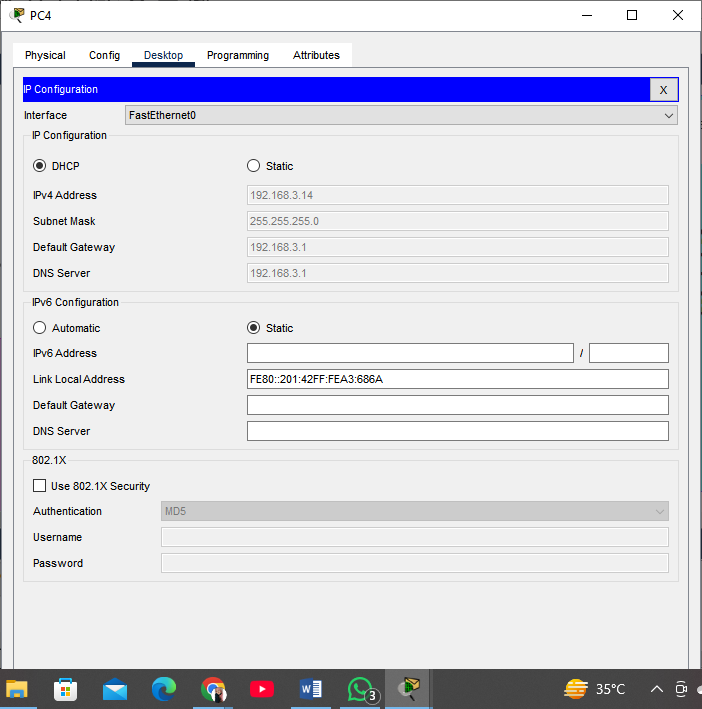 PC4
Physical Config Desktop Programming Attributes
IP Configuration X
Interface FastEthernet0
IP Configuration
DHCP Static
IPv4 Address 192.168.3.14
Subnet Mask 255.255.255.0
Default Gateway 192.168.3.1
DNS Server 192.168.3.1
IPv6 Configuration
Automatic Static
IPv6 Address /
Link Local Address FE80::201:42FF:FEA3:686A
Default Gateway
DNS Server
802.1X
Use 802.1X Security
Authentication MD5
Username
Password
W 3 35°C